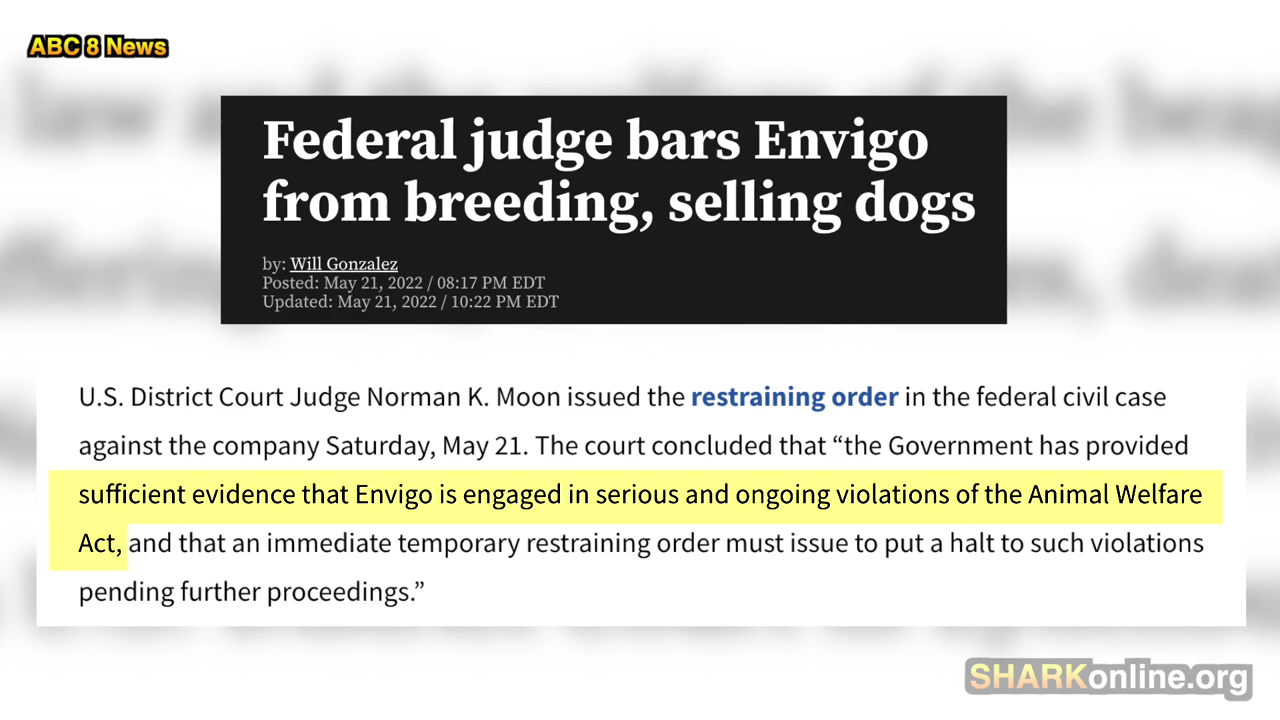 ABC 8 News
Federal judge bars Envigo
from breeding, selling dogs
by: Will Gonzalez
Posted: May 21, 2022 / 08:17 PM EDT
Updated: May 21, 2022 / 10:22 PM EDT
U.S. District Court Judge Norman K. Moon issued the restraining order in the federal civil case
against the company Saturday, May 21. The court concluded that “the Government has provided
sufficient evidence that Envigo is engaged in serious and ongoing violations of the Animal Welfare
Act, and that an immediate temporary restraining order must issue to put a halt to such violations
pending further proceedings.”
SHARKonline.org